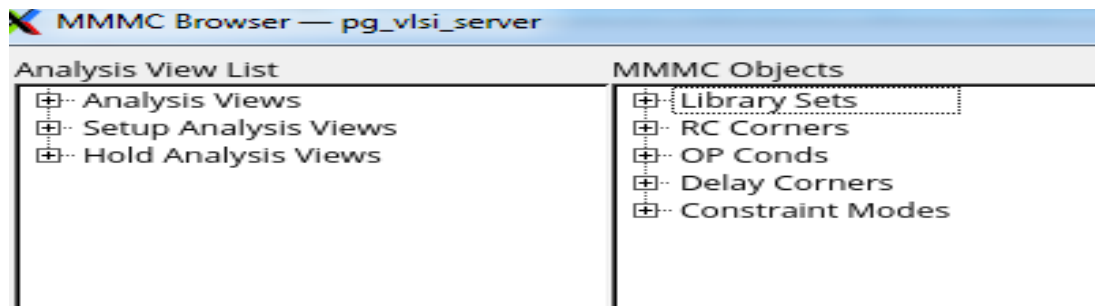 MMMC Browser — pg_vlsi_server
Analysis View List
Analysis Views
Setup Analysis Views
Hold Analysis Views
MMMC Objects
Library Sets
RC Corners
OP Conds
Delay Corners
Constraint Modes